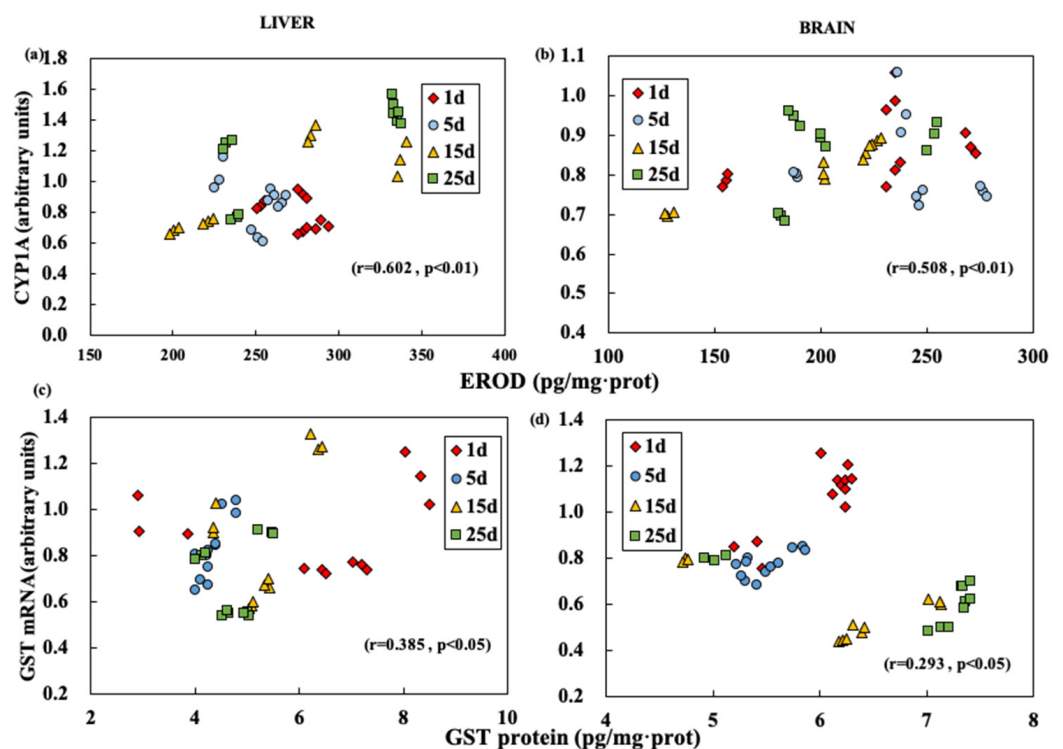 LIVER
BRAIN
(a)
(b)
CYP1A (arbitrary units)
1.8
1.6
1.4
1.2
1.0
0.8
0.6
0.4
0.2
0.0
1d
5d
15d
25d
(r=0.602 , p<0.01)
150 200 250 300 350 400
1.1
1.0
0.9
0.8
0.7
0.6
0.5
0.4
1d
5d
15d
25d
(r=0.508 , p<0.01)
100 150 200 250 300
EROD (pg/mg·prot)
(c)
(d)
GST mRNA(arbitrary units)
1.4
1.2
1.0
0.8
0.6
0.4
0.2
1d
5d
15d
25d
(r=0.385 , p<0.05)
2 4 6 8 10
1.4
1.2
1.0
0.8
0.6
0.4
0.2
1d
5d
15d
25d
(r=0.293 , p<0.05)
4 5 6 7 8
GST protein (pg/mg·prot)